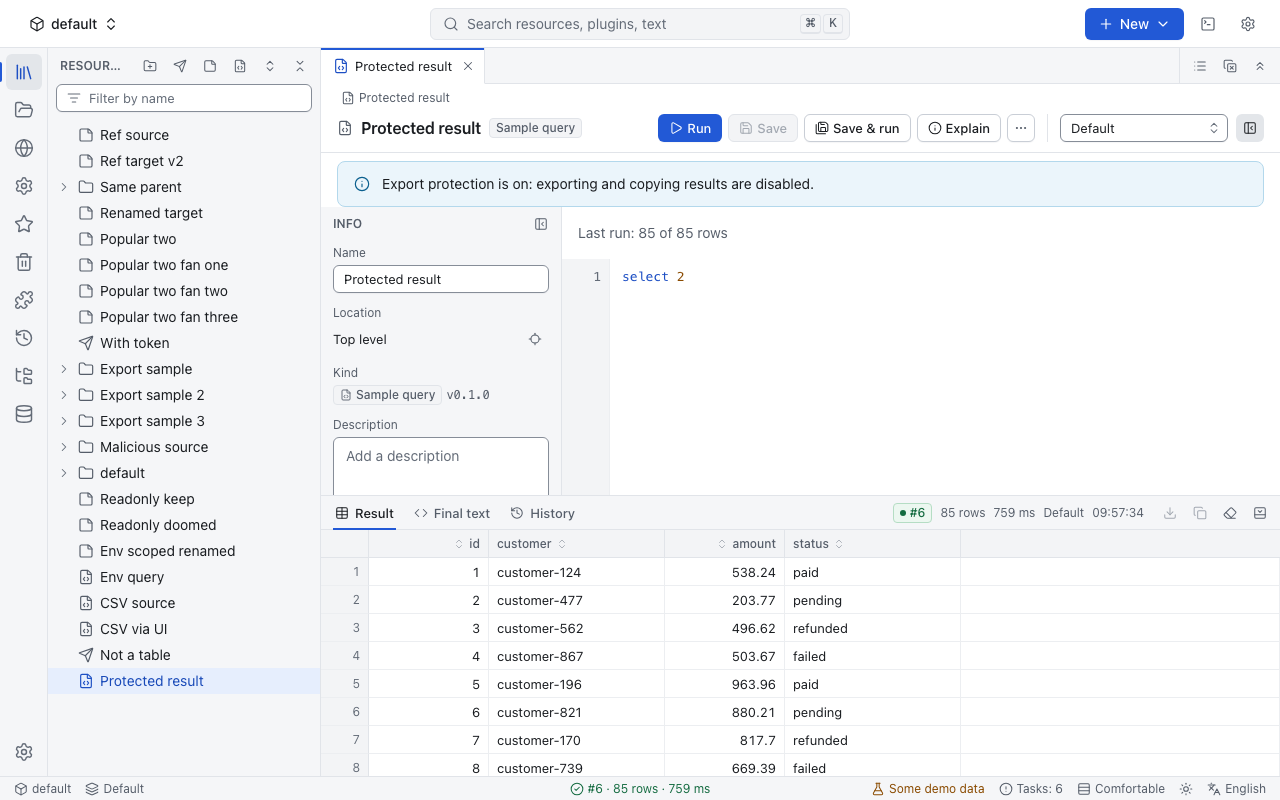 default
Search resources, plugins, text
⌘ K
New
RESOUR...
Filter by name
Ref source
Ref target v2
Same parent
Renamed target
Popular two
Popular two fan one
Popular two fan two
Popular two fan three
With token
Export sample
Export sample 2
Export sample 3
Malicious source
default
Readonly keep
Readonly doomed
Env scoped renamed
Env query
CSV source
CSV via UI
Not a table
Protected result
Protected result
Protected result
Protected result Sample query
Run Save Save & run Explain ... Default
Export protection is on: exporting and copying results are disabled.
INFO
Name
Protected result
Location
Top level
Kind
Sample query v0.1.0
Description
Add a description
Last run: 85 of 85 rows
1 select 2
Result Final text History
#6 85 rows 759 ms Default 09:57:34
id customer amount status
1 1 customer-124 538.24 paid
2 2 customer-477 203.77 pending
3 3 customer-562 496.62 refunded
4 4 customer-867 503.67 failed
5 5 customer-196 963.96 paid
6 6 customer-821 880.21 pending
7 7 customer-170 817.7 refunded
8 8 customer-739 669.39 failed
default Default #6 · 85 rows · 759 ms Some demo data Tasks: 6 Comfortable English